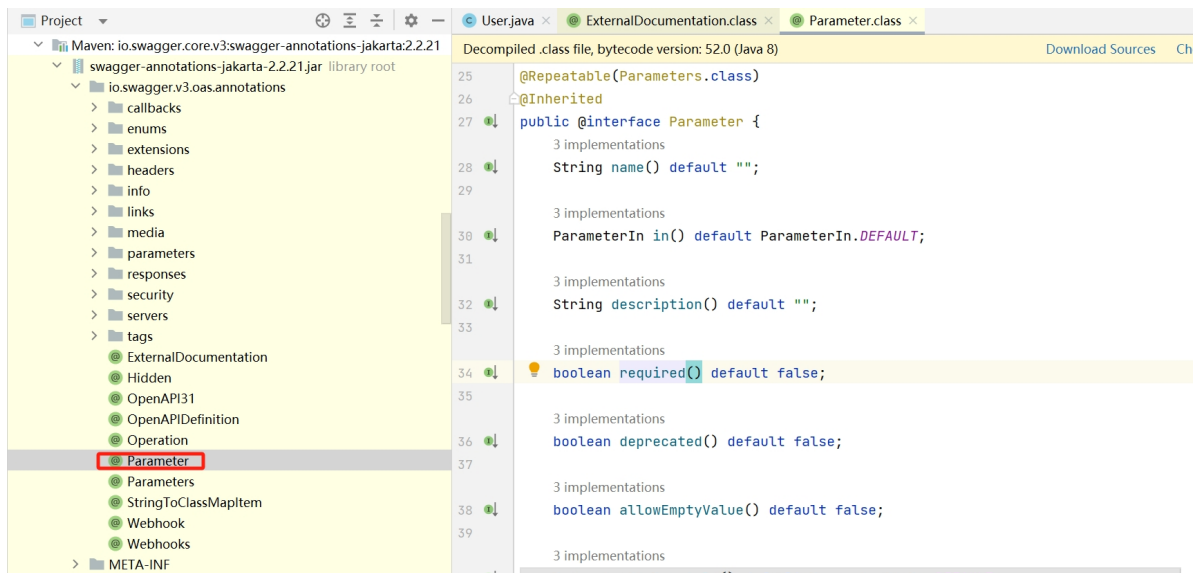 Project
Maven: io.swagger.core.v3:swagger-annotations-jakarta:2.2.21
swagger-annotations-jakarta-2.2.21.jar library root
io.swagger.v3.oas.annotations
callbacks
enums
extensions
headers
info
links
media
parameters
responses
security
servers
tags
ExternalDocumentation
Hidden
OpenAPI31
OpenAPIDefinition
Operation
Parameter
Parameters
StringToClassMapItem
Webhook
Webhooks
META-INF
User.java ExternalDocumentation.class Parameter.class
Decompiled .class file, bytecode version: 52.0 (Java 8) Download Sources Ch
25 @Repeatable(Parameters.class)
26 @Inherited
27 public @interface Parameter {
3 implementations
28 String name() default "";
29
3 implementations
30 ParameterIn in() default ParameterIn.DEFAULT;
31
3 implementations
32 String description() default "";
33
3 implementations
34 boolean required() default false;
35
3 implementations
36 boolean deprecated() default false;
37
3 implementations
38 boolean allowEmptyValue() default false;
39
3 implementations